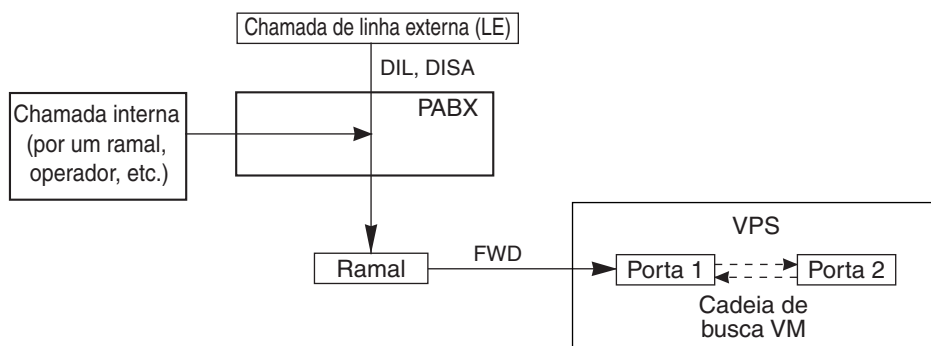 Chamada de linha externa (LE)
DIL, DISA
PABX
Chamada interna
(por um ramal,
operador, etc.)
VPS
FWD
Ramal
Porta 1
Porta 2
Cadeia de
busca VM